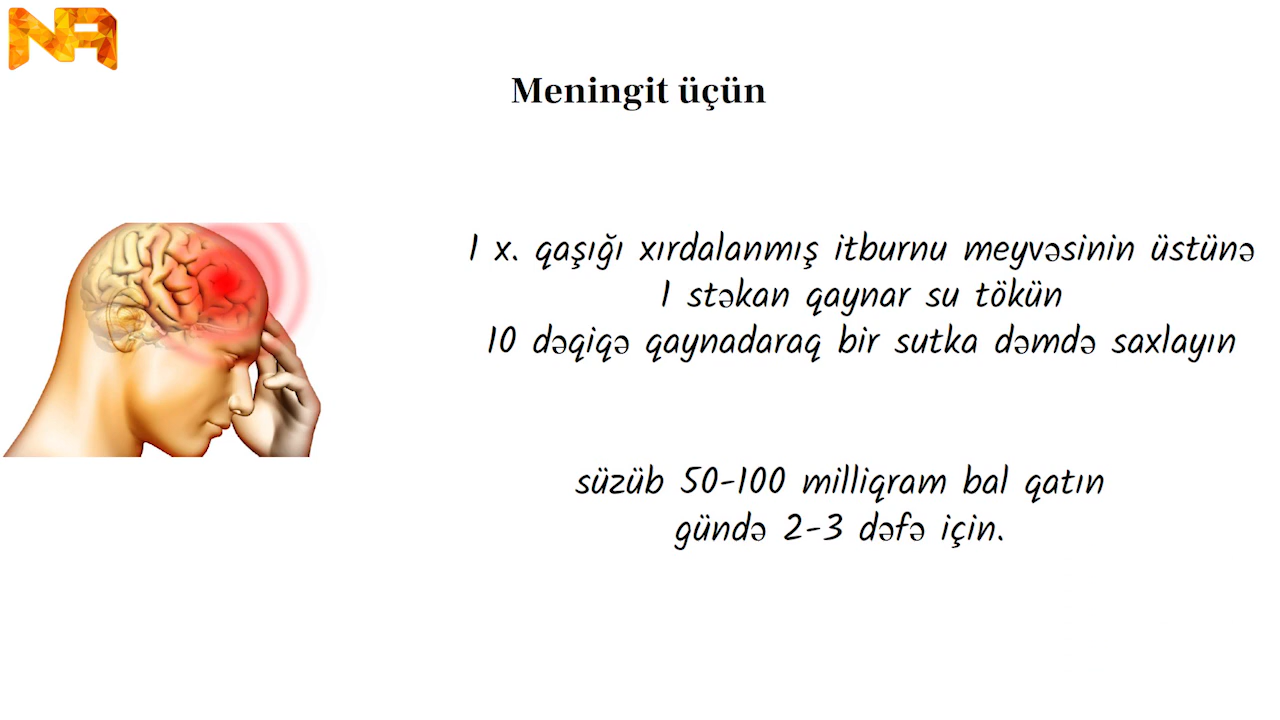 NA
Meningit üçün
1 x. qaşığı xırdalanmış itburnu meyvəsinin üstünə
1 stəkan qaynar su tökün
10 dəqiqə qaynadaraq bir sutka dəmdə saxlayın
süzüb 50-100 milliqram bal qatın
gündə 2-3 dəfə için.